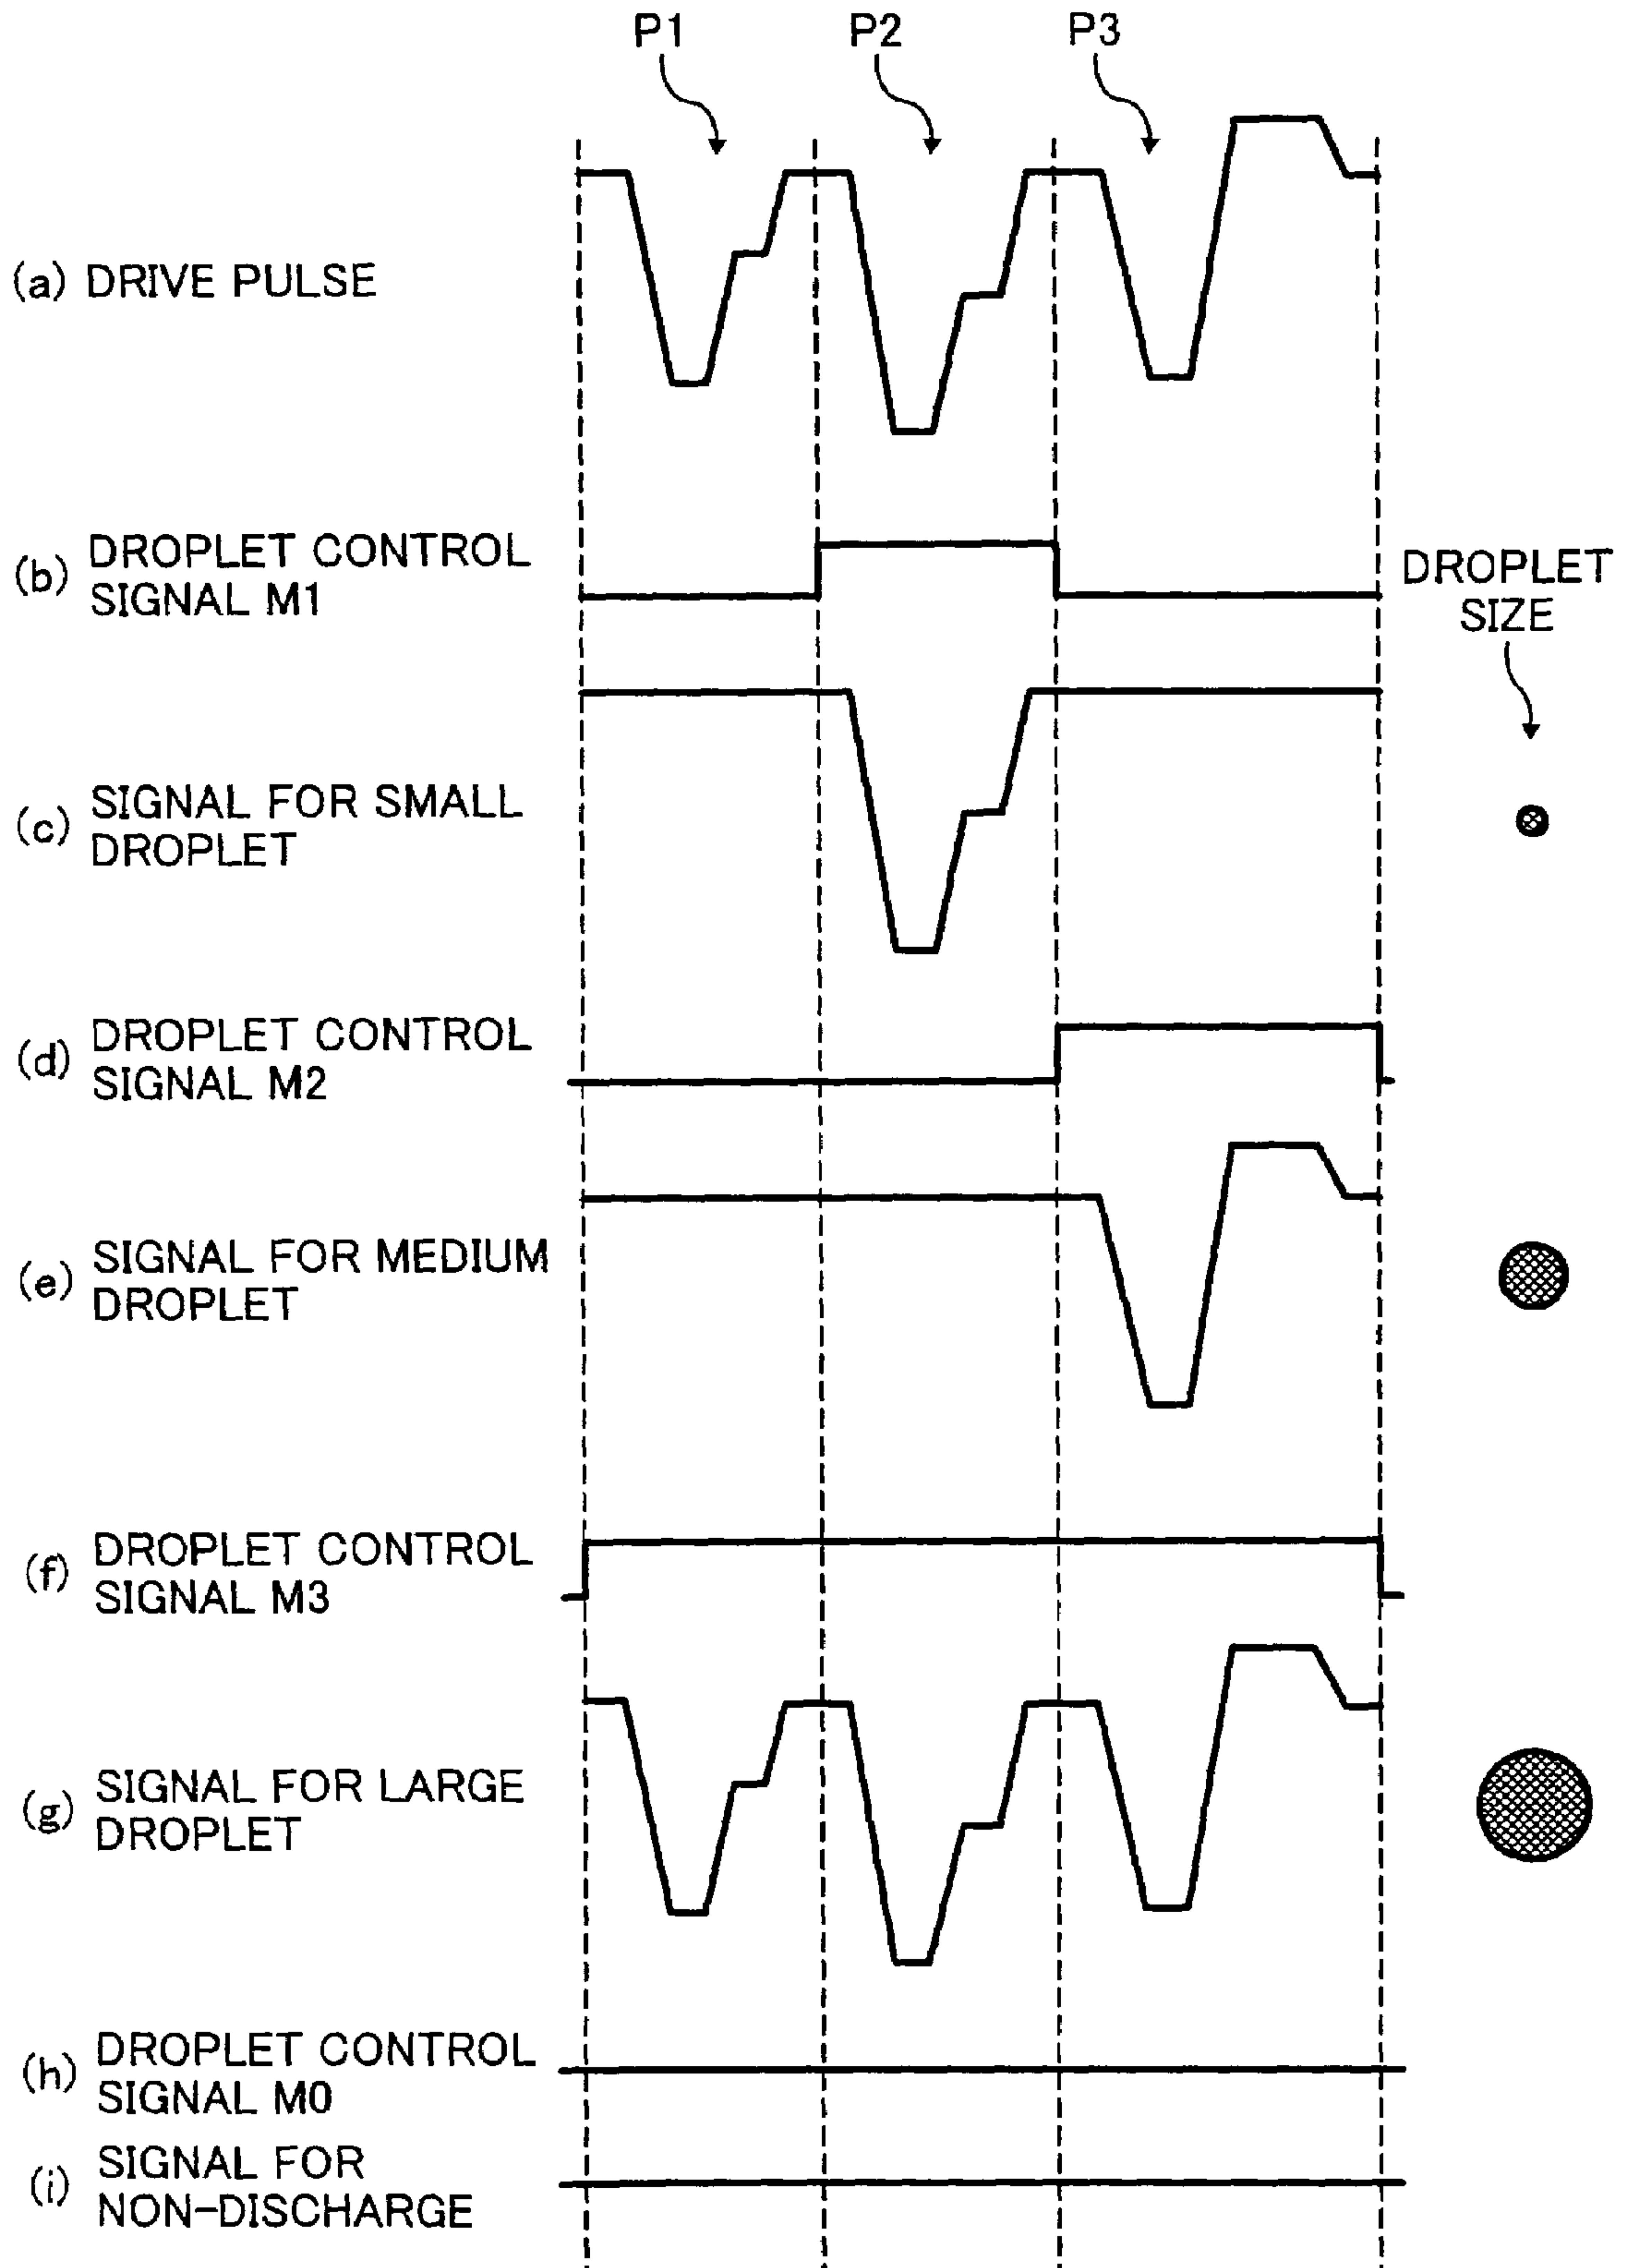 P1 P2 P3
(a) DRIVE PULSE
(b) DROPLET CONTROL
SIGNAL M1
DROPLET
SIZE
(c) SIGNAL FOR SMALL
DROPLET
(d) DROPLET CONTROL
SIGNAL M2
(e) SIGNAL FOR MEDIUM
DROPLET
(f) DROPLET CONTROL
SIGNAL M3
(g) SIGNAL FOR LARGE
DROPLET
(h) DROPLET CONTROL
SIGNAL M0
(i) SIGNAL FOR
NON-DISCHARGE